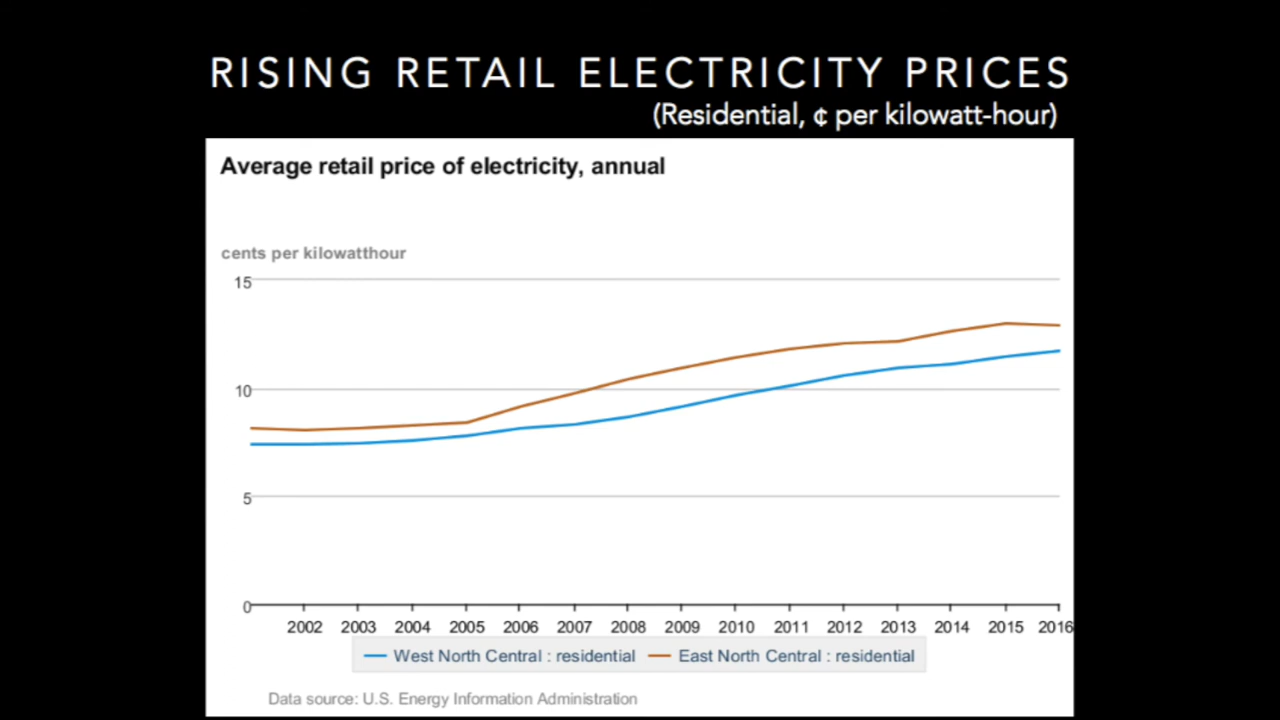 RISING RETAIL ELECTRICITY PRICES
(Residential, ¢ per kilowatt-hour)
Average retail price of electricity, annual
cents per kilowatthour
15
10
5
0
2002 2003 2004 2005 2006 2007 2008 2009 2010 2011 2012 2013 2014 2015 2016
West North Central : residential East North Central : residential
Data source: U.S. Energy Information Administration